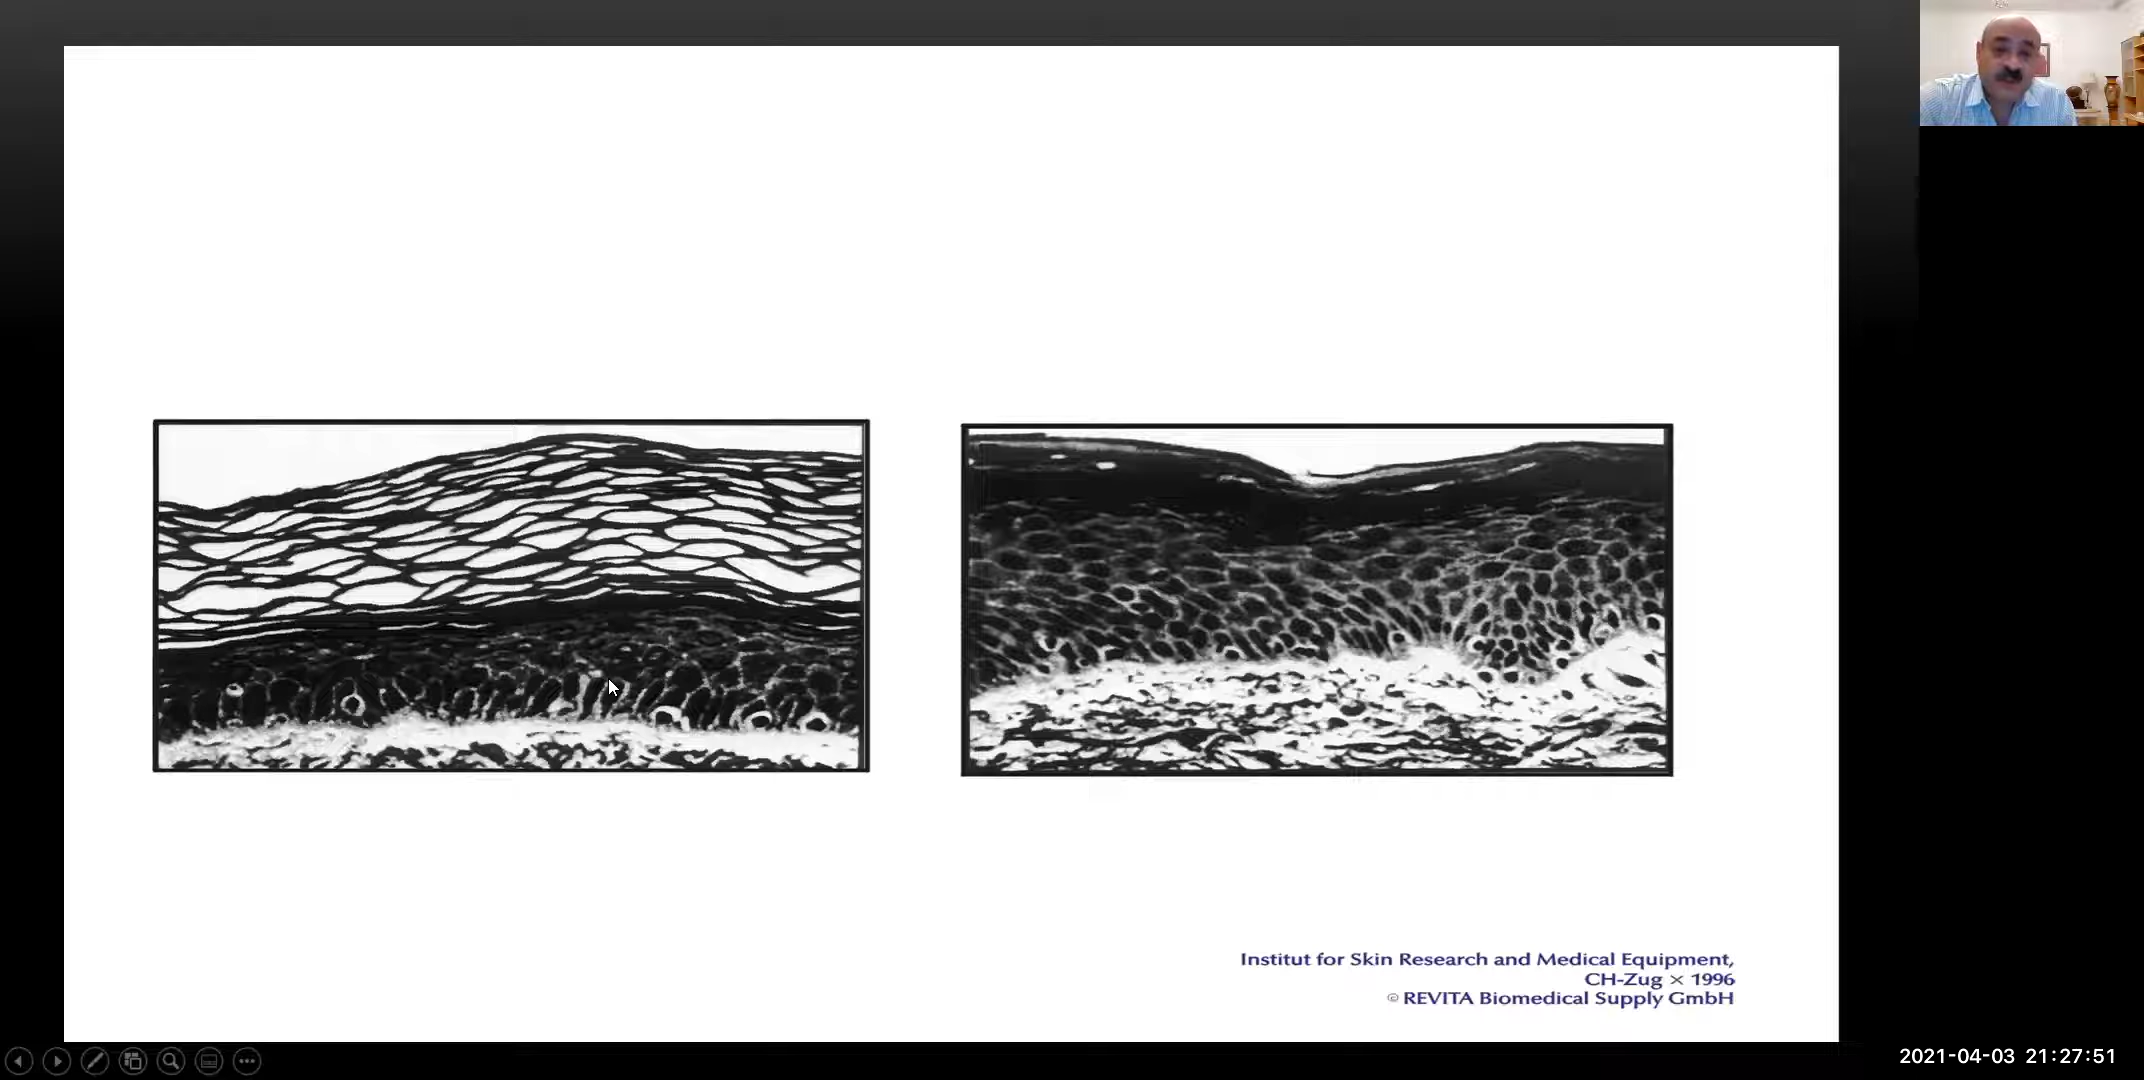 Institut for Skin Research and Medical Equipment,
CH-Zug × 1996
© REVITA Biomedical Supply GmbH
2021-04-03 21:27:51